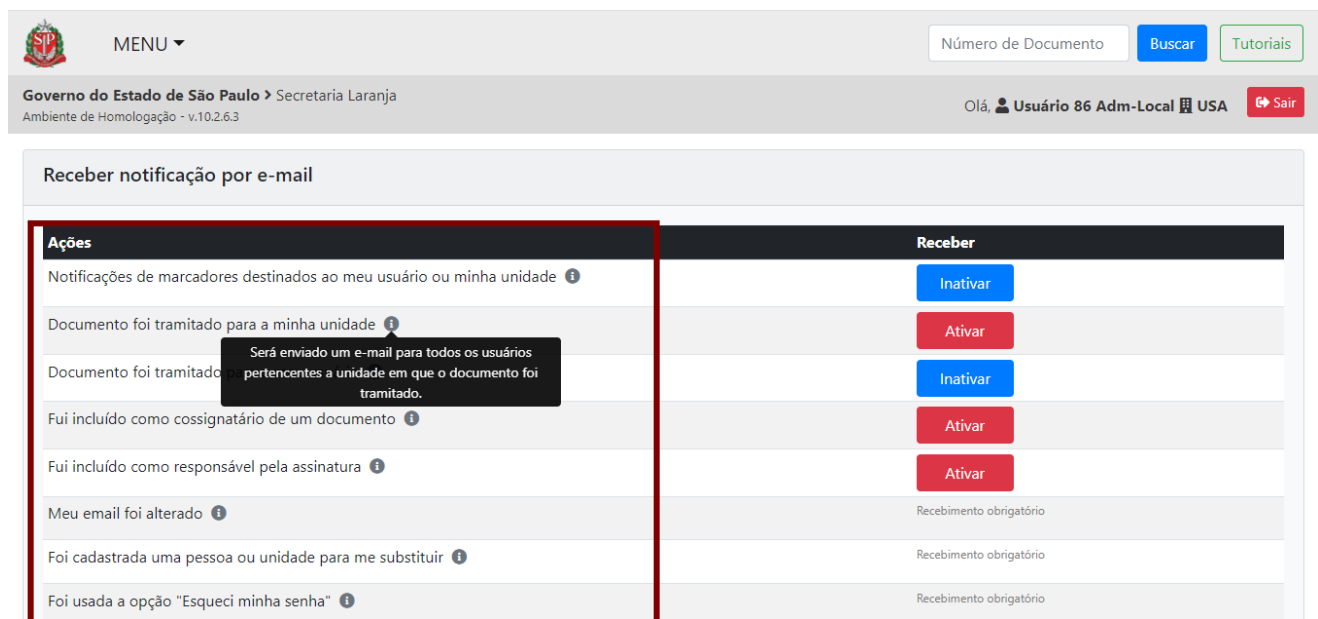 SP
MENU
Número de Documento
Buscar
Tutoriais
Governo do Estado de São Paulo > Secretaria Laranja
Ambiente de Homologação - v.10.2.6.3
Olá, Usuário 86 Adm-Local USA
Sair
Receber notificação por e-mail
Ações Receber
Notificações de marcadores destinados ao meu usuário ou minha unidade Inativar
Documento foi tramitado para a minha unidade Ativar
Será enviado um e-mail para todos os usuários
pertencentes a unidade em que o documento foi
tramitado.
Documento foi tramitado Inativar
Fui incluído como cossignatário de um documento Ativar
Fui incluído como responsável pela assinatura Ativar
Meu email foi alterado Recebimento obrigatório
Foi cadastrada uma pessoa ou unidade para me substituir Recebimento obrigatório
Foi usada a opção "Esqueci minha senha" Recebimento obrigatório